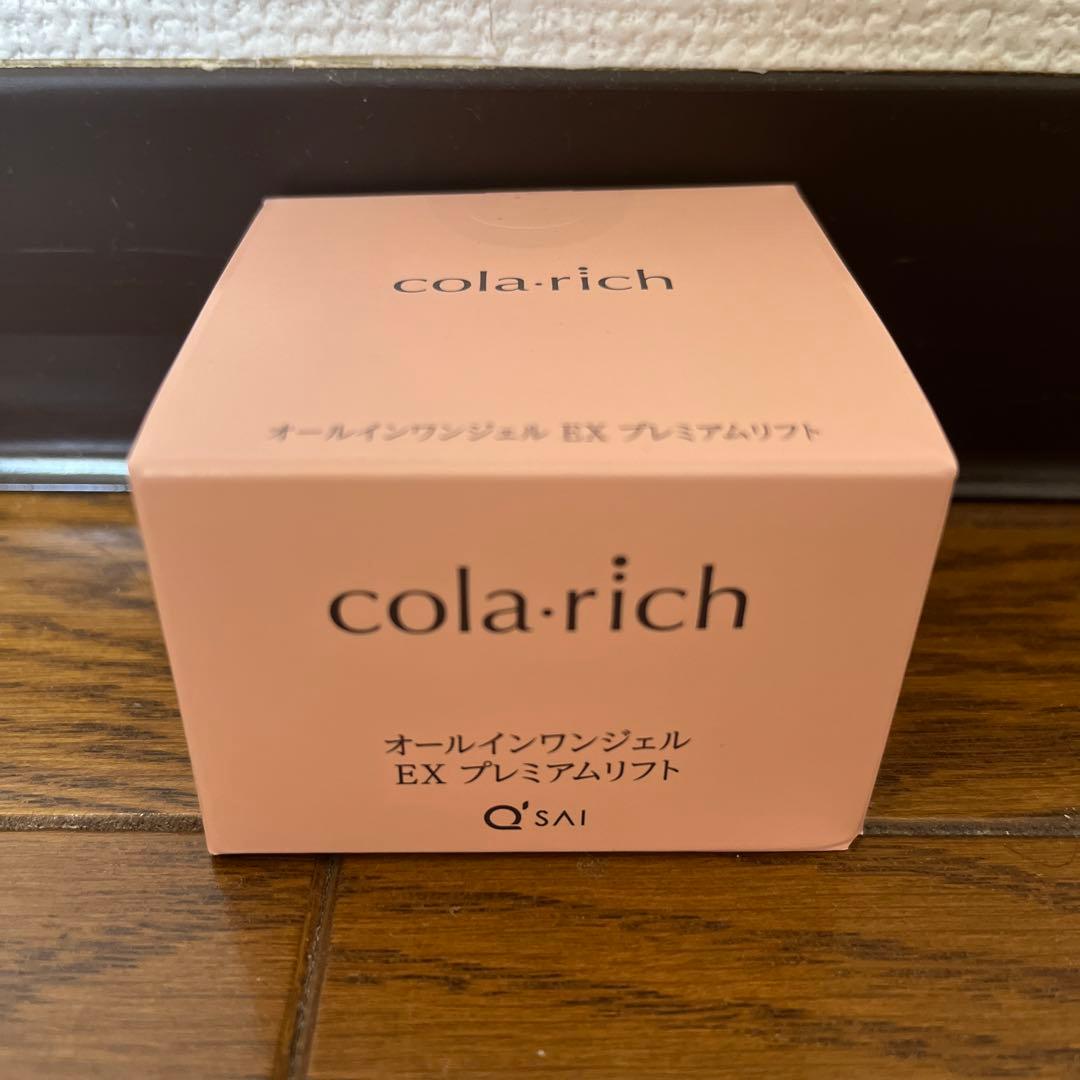 cola·rich
オールインワンジェル EX プレミアムリフト
cola·rich
オールインワンジェル
EX プレミアムリフト
Q'SAI